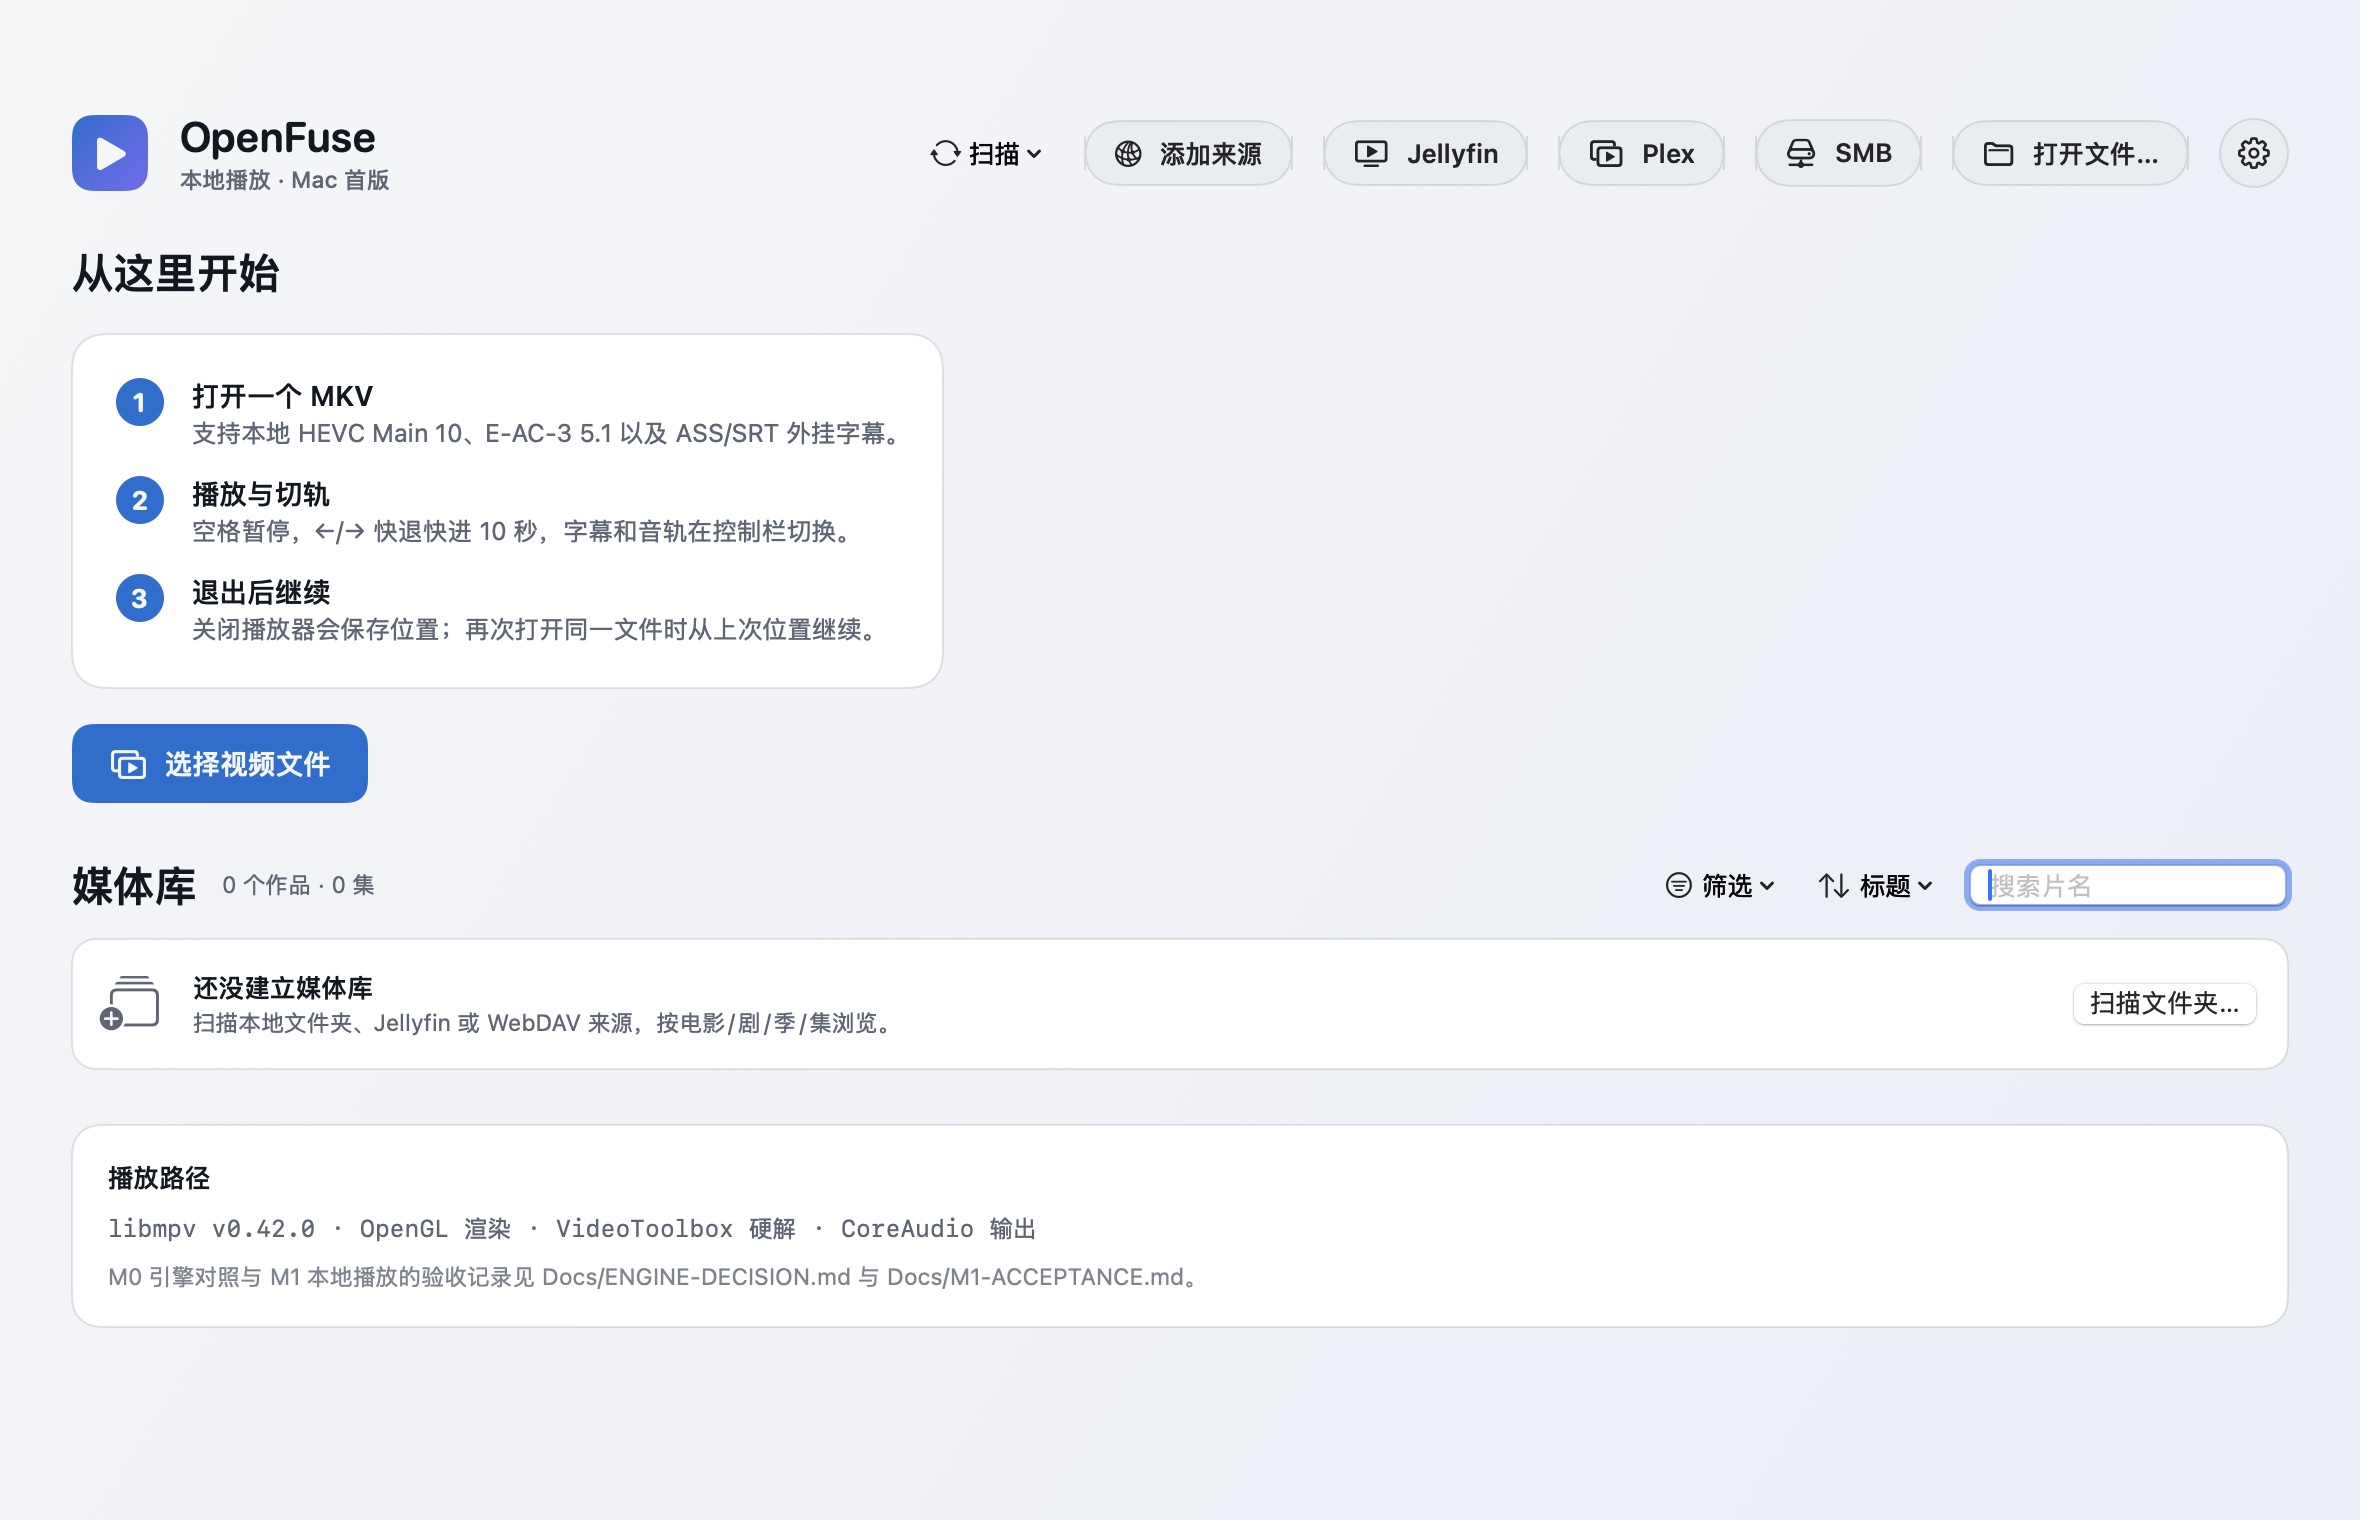 OpenFuse
本地播放 · Mac 首版
扫描
添加来源
Jellyfin
Plex
SMB
打开文件...
从这里开始
1
打开一个 MKV
支持本地 HEVC Main 10、E-AC-3 5.1 以及 ASS/SRT 外挂字幕。
2
播放与切轨
空格暂停，←/→ 快退快进 10 秒，字幕和音轨在控制栏切换。
3
退出后继续
关闭播放器会保存位置；再次打开同一文件时从上次位置继续。
选择视频文件
媒体库
0 个作品 · 0 集
筛选
标题
搜索片名
还没建立媒体库
扫描本地文件夹、Jellyfin 或 WebDAV 来源，按电影/剧/季/集浏览。
扫描文件夹...
播放路径
libmpv v0.42.0 · OpenGL 渲染 · VideoToolbox 硬解 · CoreAudio 输出
M0 引擎对照与 M1 本地播放的验收记录见 Docs/ENGINE-DECISION.md 与 Docs/M1-ACCEPTANCE.md。